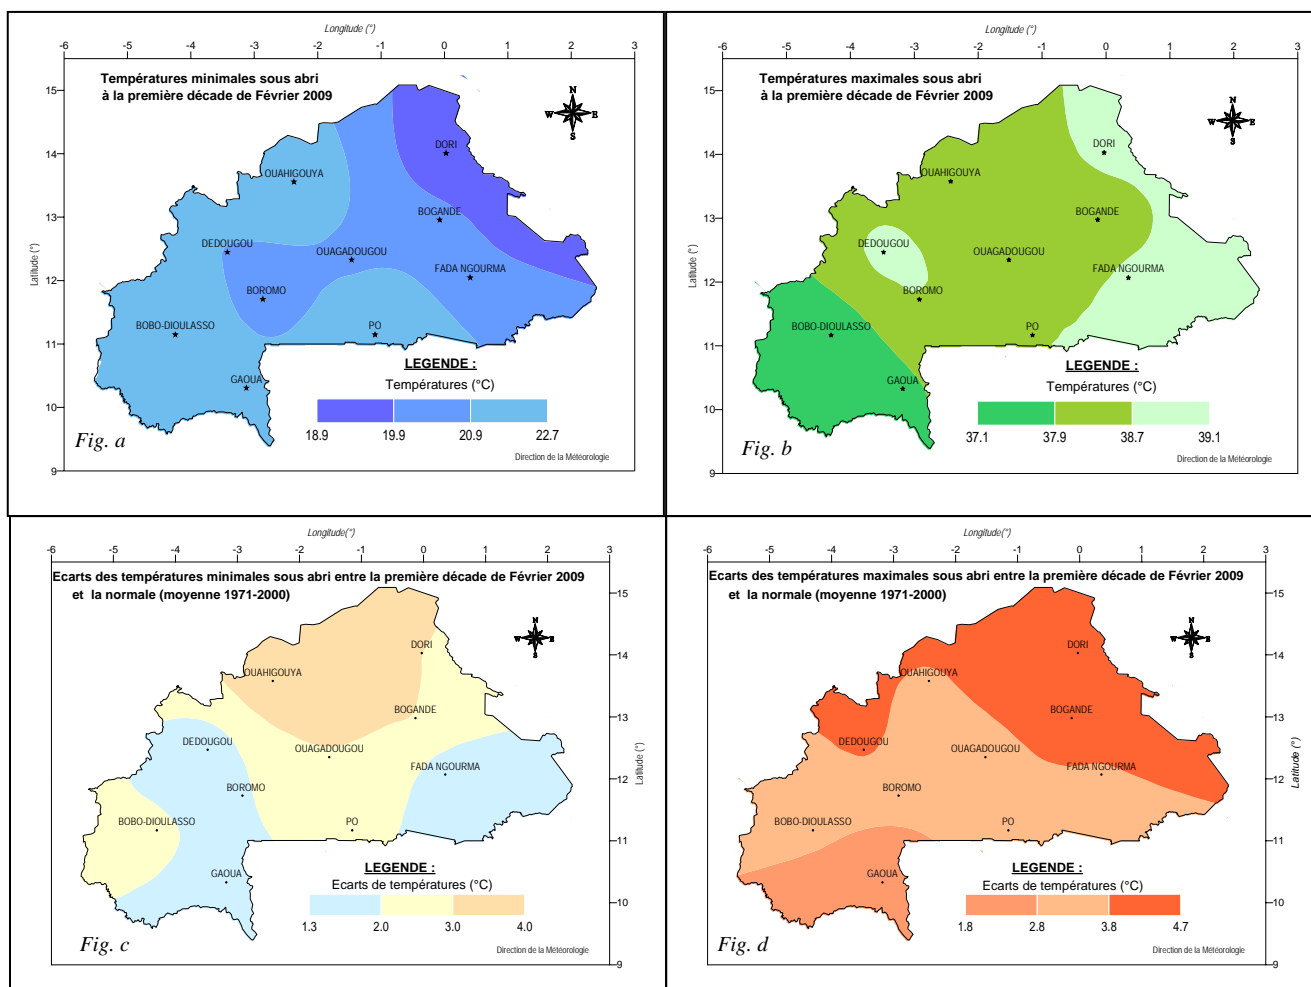 Longitude (°)
-6 -5 -4 -3 -2 -1 0 1 2 3
Températures minimales sous abri
à la première décade de Février 2009
N
W E
S
15
14
13
12
11
10
9
Latitude (°)
DORI
OUAHIGOUYA
BOGANDE
DEDOUGOU
OUAGADOUGOU
FADA NGOURMA
BOROMO
BOBO-DIOULASSO
PO
GAOUA
LEGENDE :
Températures (°C)
18.9 19.9 20.9 22.7
Fig. a
Direction de la Météorologie
Longitude (°)
-6 -5 -4 -3 -2 -1 0 1 2 3
Températures maximales sous abri
à la première décade de Février 2009
N
W E
S
15
14
13
12
11
10
9
Latitude (°)
DORI
OUAHIGOUYA
BOGANDE
DEDOUGOU
OUAGADOUGOU
FADA NGOURMA
BOROMO
BOBO-DIOULASSO
PO
GAOUA
LEGENDE :
Températures (°C)
37.1 37.9 38.7 39.1
Fig. b
Direction de la Météorologie
Longitude(°)
-6 -5 -4 -3 -2 -1 0 1 2 3
Ecarts des températures minimales sous abri entre la première décade de Février 2009
et la normale (moyenne 1971-2000)
N
W E
S
15
14
13
12
11
10
9
Latitude (°)
DORI
OUAHIGOUYA
BOGANDE
DEDOUGOU
OUAGADOUGOU
FADA NGOURMA
BOROMO
BOBO-DIOULASSO
PO
GAOUA
LEGENDE :
Ecarts de températures (°C)
1.3 2.0 3.0 4.0
Fig. c
Direction de la Météorologie
Longitude(°)
-6 -5 -4 -3 -2 -1 0 1 2 3
Ecarts des températures maximales sous abri entre la première décade de Février 2009
et la normale (moyenne 1971-2000)
N
W E
S
15
14
13
12
11
10
9
Latitude (°)
DORI
OUAHIGOUYA
BOGANDE
DEDOUGOU
OUAGADOUGOU
FADA NGOURMA
BOROMO
BOBO-DIOULASSO
PO
GAOUA
LEGENDE :
Ecarts de températures (°C)
1.8 2.8 3.8 4.7
Fig. d
Direction de la Météorologie